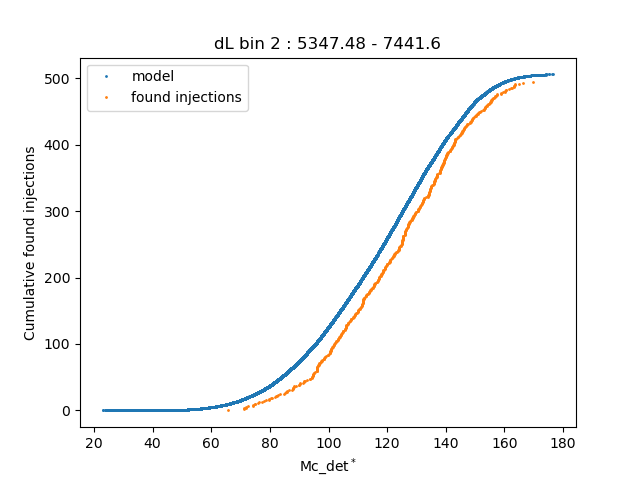 dL bin 2 : 5347.48 - 7441.6
model
found injections
Cumulative found injections
500
400
300
200
100
0
20 40 60 80 100 120 140 160 180
Mc_det*